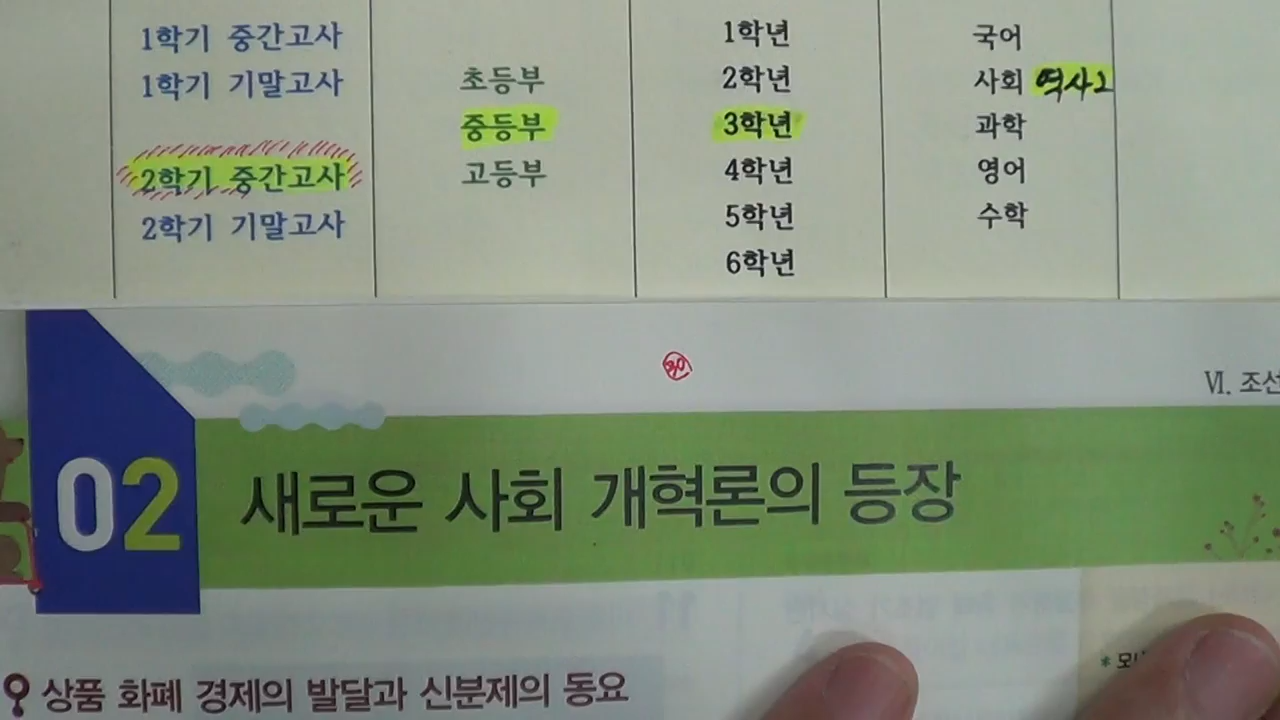 1학기 중간고사 1학년 국어
1학기 기말고사 초등부 2학년 사회 역사2
중등부 3학년 과학
2학기 중간고사 고등부 4학년 영어
2학기 기말고사 5학년 수학
6학년
30
Ⅵ. 조선
02 새로운 사회 개혁론의 등장
상품 화폐 경제의 발달과 신분제의 동요